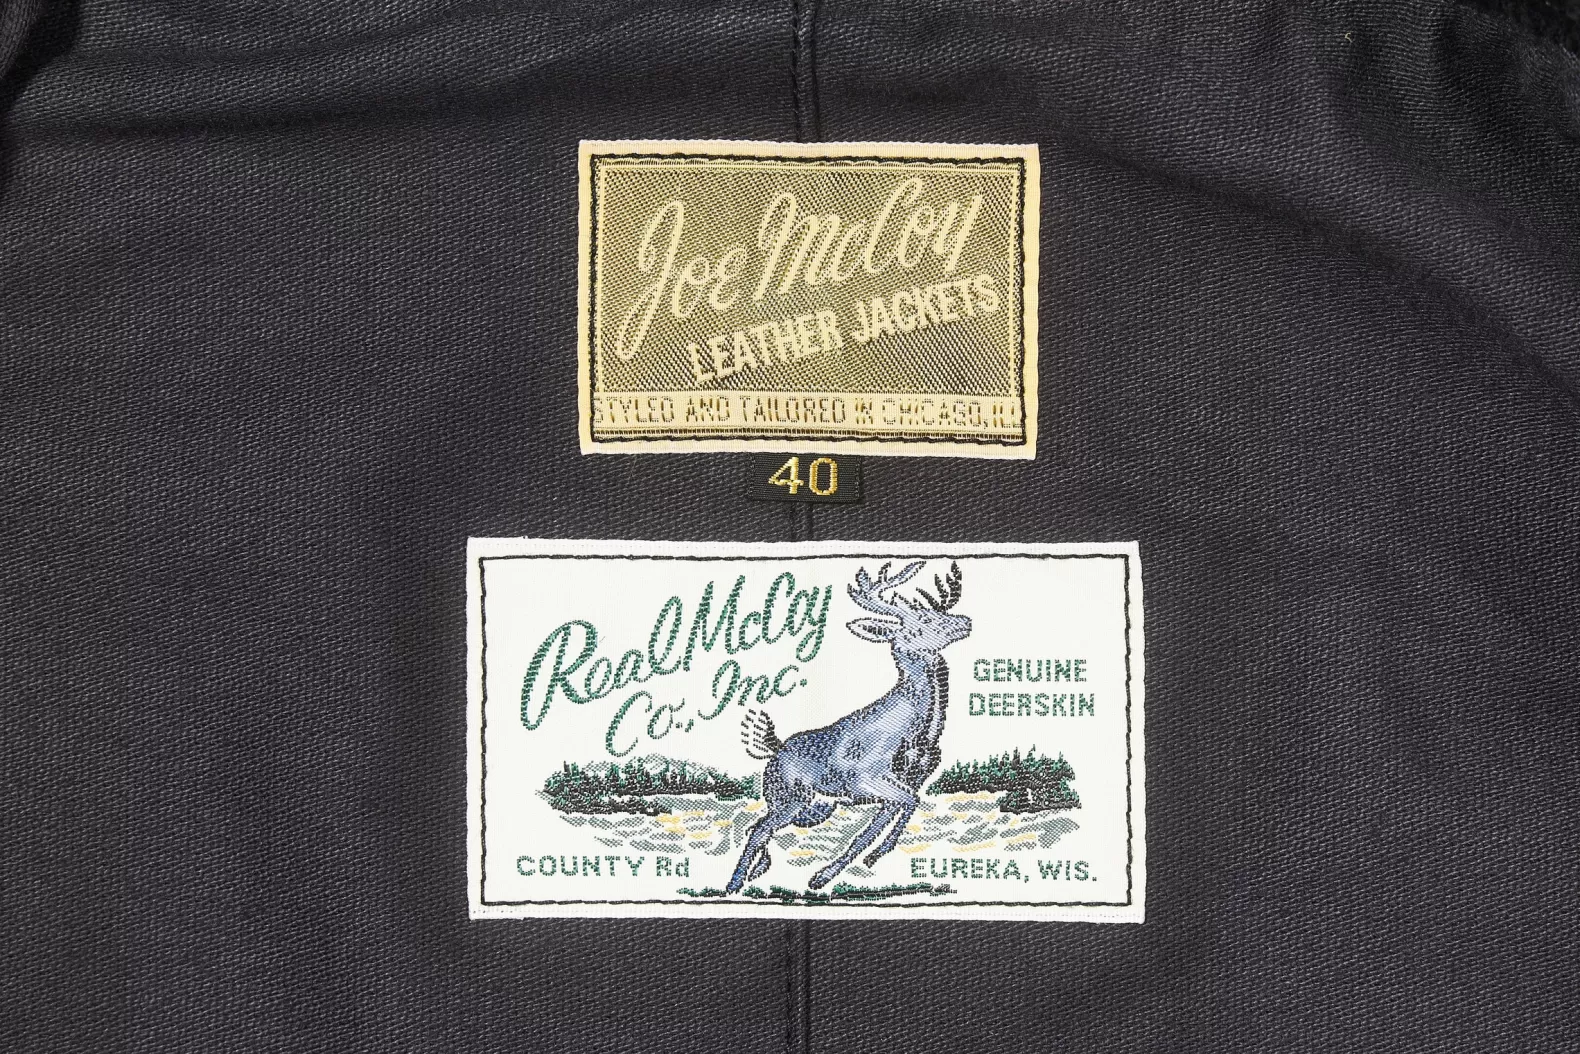 Joe McCoy
LEATHER JACKETS
STYLED AND TAILORED IN CHICAGO, ILL
40
Real McCoy
Co., Inc.
GENUINE
DEERSKIN
COUNTY Rd
EUREKA, WIS.